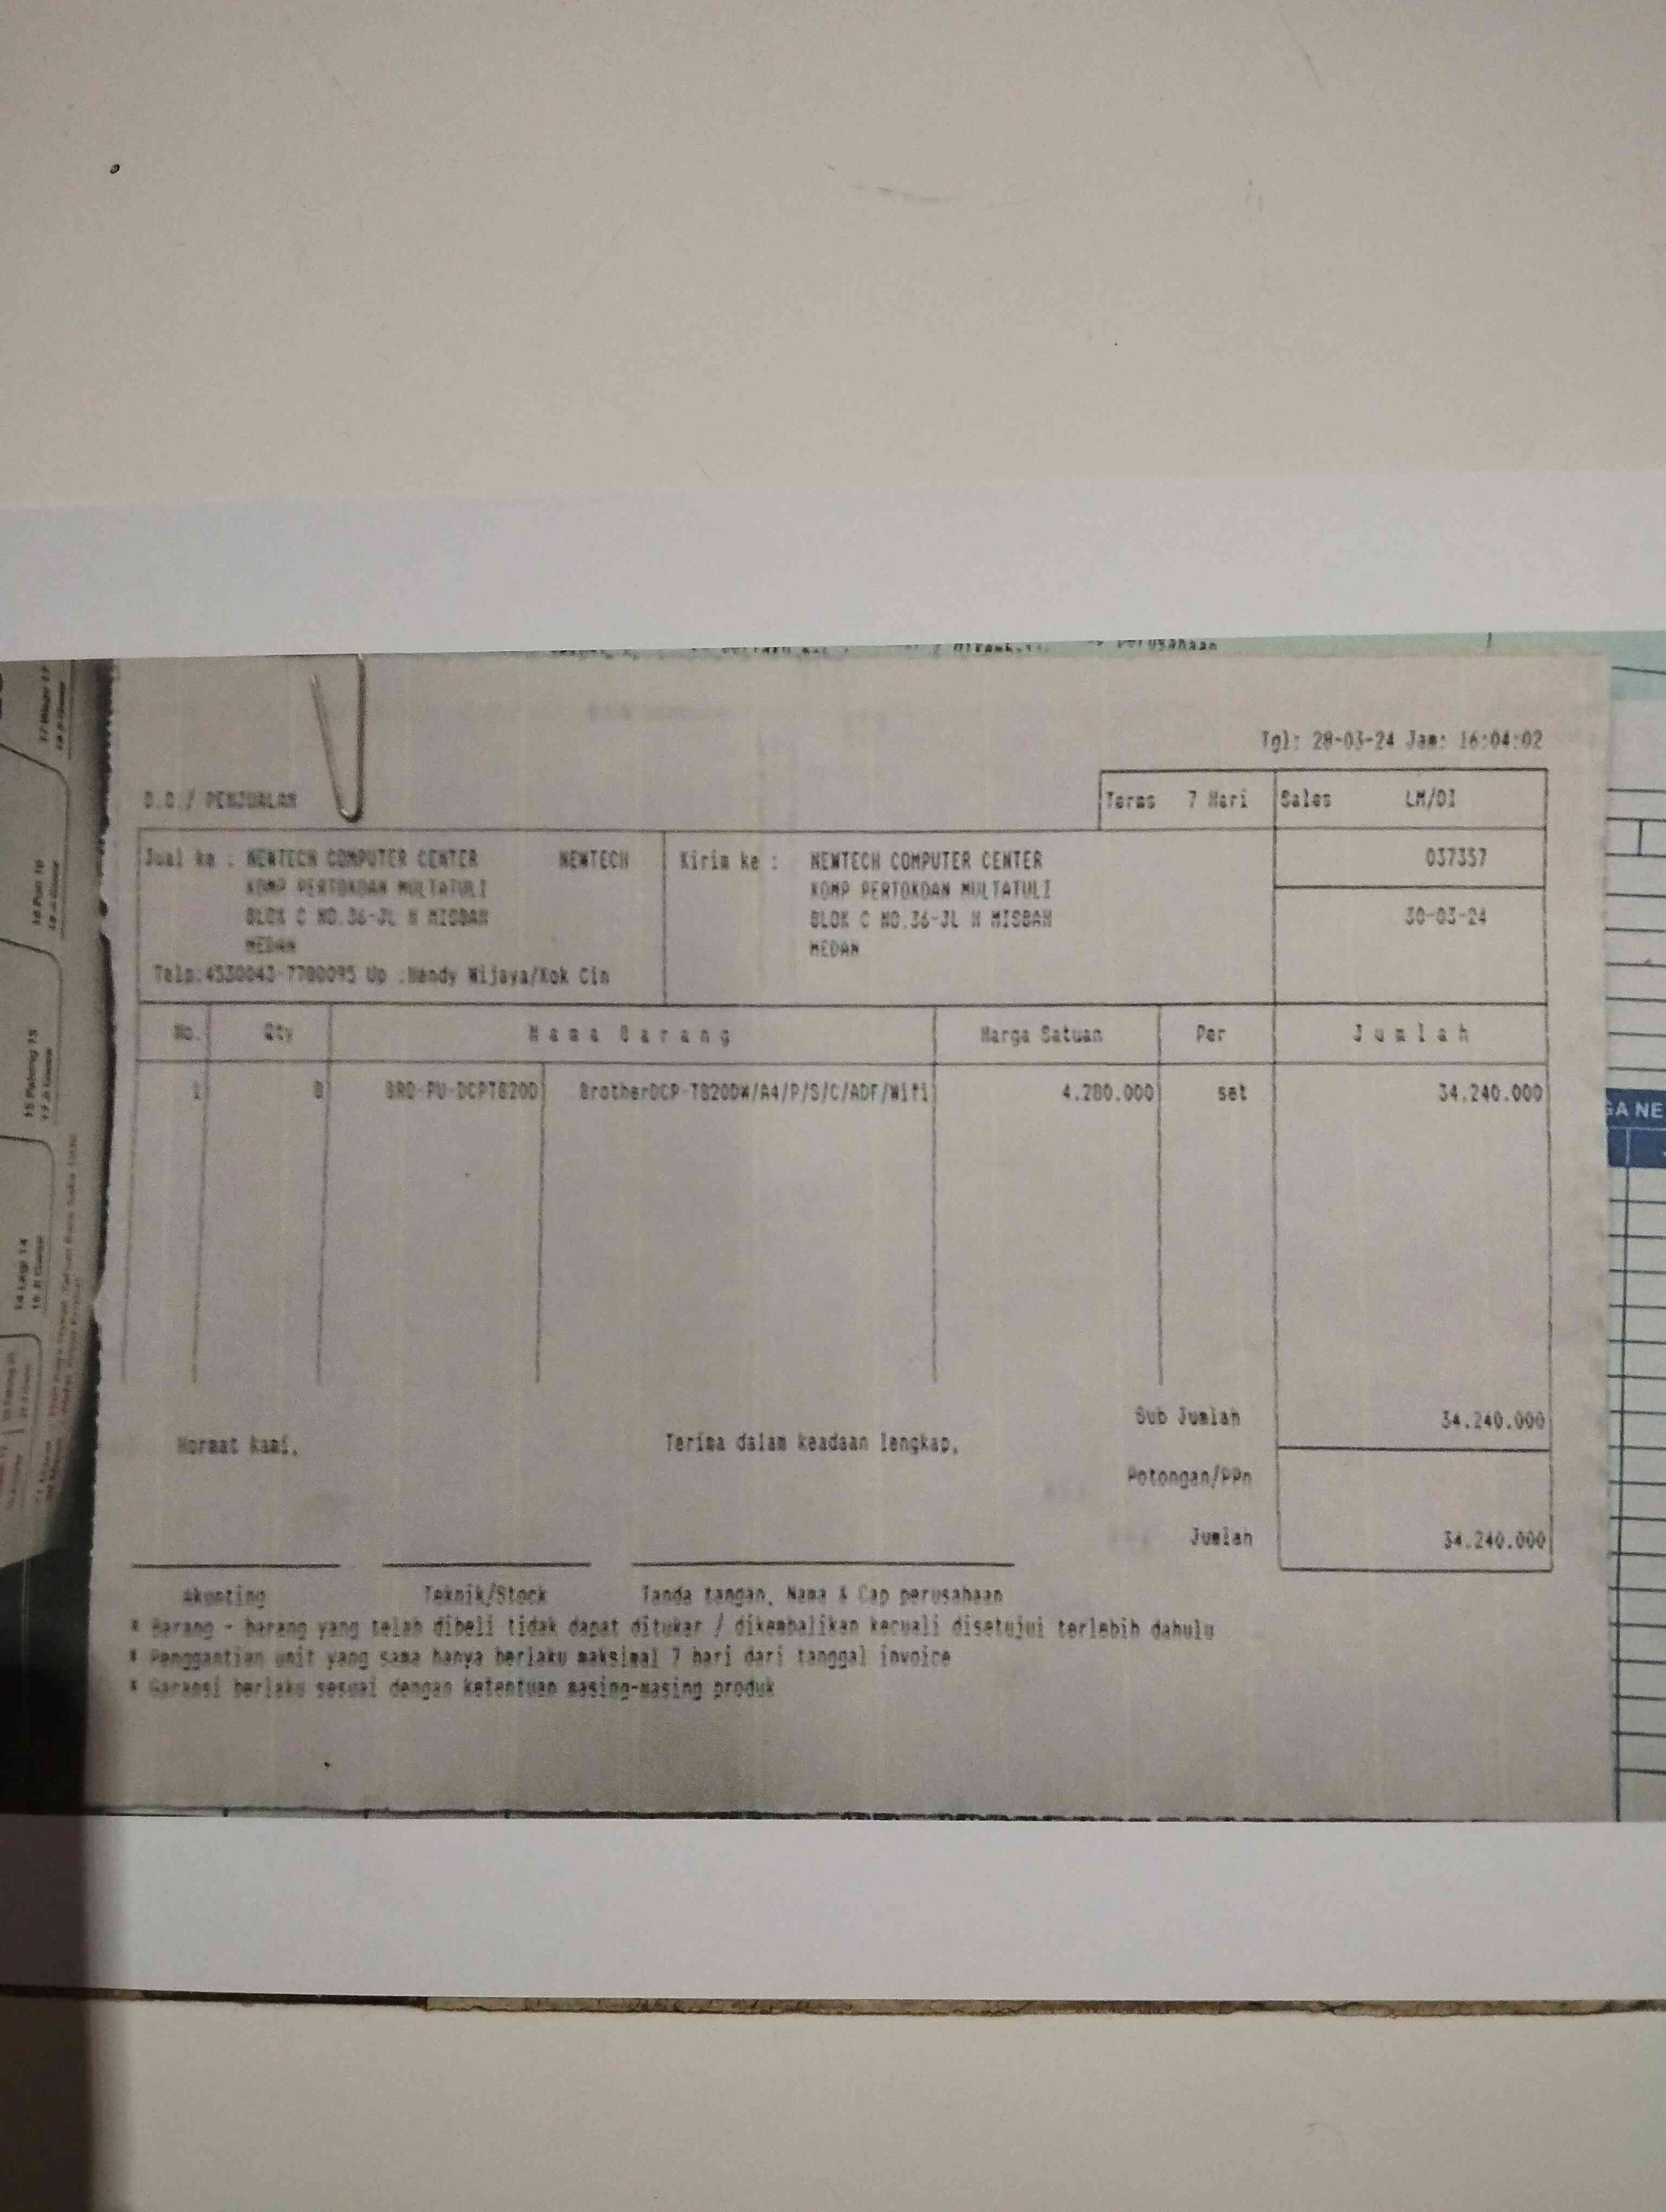 perusahaan
Tgl: 28-03-24 Jam: 16:04:02
D.O./ PENJUALAN
Terms 7 Hari Sales LM/DI
Jual ke : NEWTECH COMPUTER CENTER NEWTECH Kirim ke : NEWTECH COMPUTER CENTER 037357
KOMP PERTOKOAN MULTATULI KOMP PERTOKOAN MULTATULI
BLOK C NO.36-JL H MISBAH BLOK C NO.36-JL H MISBAH 30-03-24
MEDAN MEDAN
Telp:4530043-7780095 Up :Hendy Wijaya/Kok Cin
No. Qty N a m a B a r a n g Harga Satuan Per J u m l a h
1 8 BRO-PU-DCPT820D BrotherDCP-T820DW/A4/P/S/C/ADF/Wifi 4.280.000 set 34.240.000
Sub Jumlah 34.240.000
Hormat kami, Terima dalam keadaan lengkap,
Potongan/PPn
Jumlah 34.240.000
Akunting Teknik/Stock Tanda tangan, Nama & Cap perusahaan
* Barang - barang yang telah dibeli tidak dapat ditukar / dikembalikan kecuali disetujui terlebih dahulu
* Penggantian unit yang sama hanya berlaku maksimal 7 hari dari tanggal invoice
* Garansi berlaku sesuai dengan ketentuan masing-masing produk
GA NE